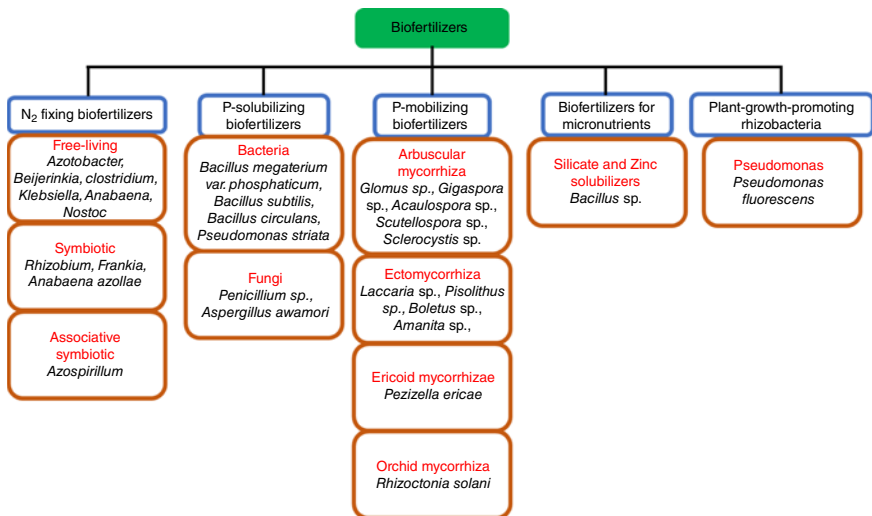 Biofertilizers
N₂ fixing biofertilizers
Free-living
Azotobacter,
Beijerinkia, clostridium,
Klebsiella, Anabaena,
Nostoc
Symbiotic
Rhizobium, Frankia,
Anabaena azollae
Associative
symbiotic
Azospirillum
P-solubilizing
biofertilizers
Bacteria
Bacillus megaterium
var. phosphaticum,
Bacillus subtilis,
Bacillus circulans,
Pseudomonas striata
Fungi
Penicillium sp.,
Aspergillus awamori
P-mobilizing
biofertilizers
Arbuscular
mycorrhiza
Glomus sp., Gigaspora
sp., Acaulospora sp.,
Scutellospora sp.,
Sclerocystis sp.
Ectomycorrhiza
Laccaria sp., Pisolithus
sp., Boletus sp.,
Amanita sp.,
Ericoid mycorrhizae
Pezizella ericae
Orchid mycorrhiza
Rhizoctonia solani
Biofertilizers for
micronutrients
Silicate and Zinc
solubilizers
Bacillus sp.
Plant-growth-promoting
rhizobacteria
Pseudomonas
Pseudomonas
fluorescens